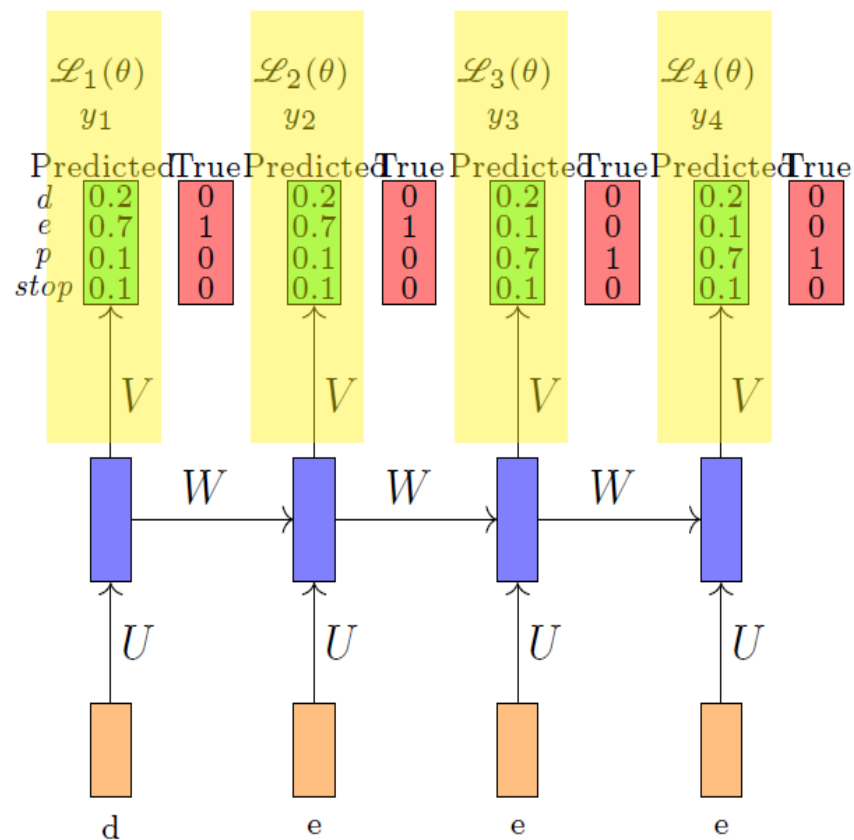 ℒ₁(θ) ℒ₂(θ) ℒ₃(θ) ℒ₄(θ)
y₁ y₂ y₃ y₄
Predicted True Predicted True Predicted True Predicted True
d 0.2 0 0.2 0 0.2 0 0.2 0
e 0.7 1 0.7 1 0.1 0 0.1 0
p 0.1 0 0.1 0 0.7 1 0.7 1
stop 0.1 0 0.1 0 0.1 0 0.1 0
V V V V
W W W
U U U U
d e e e